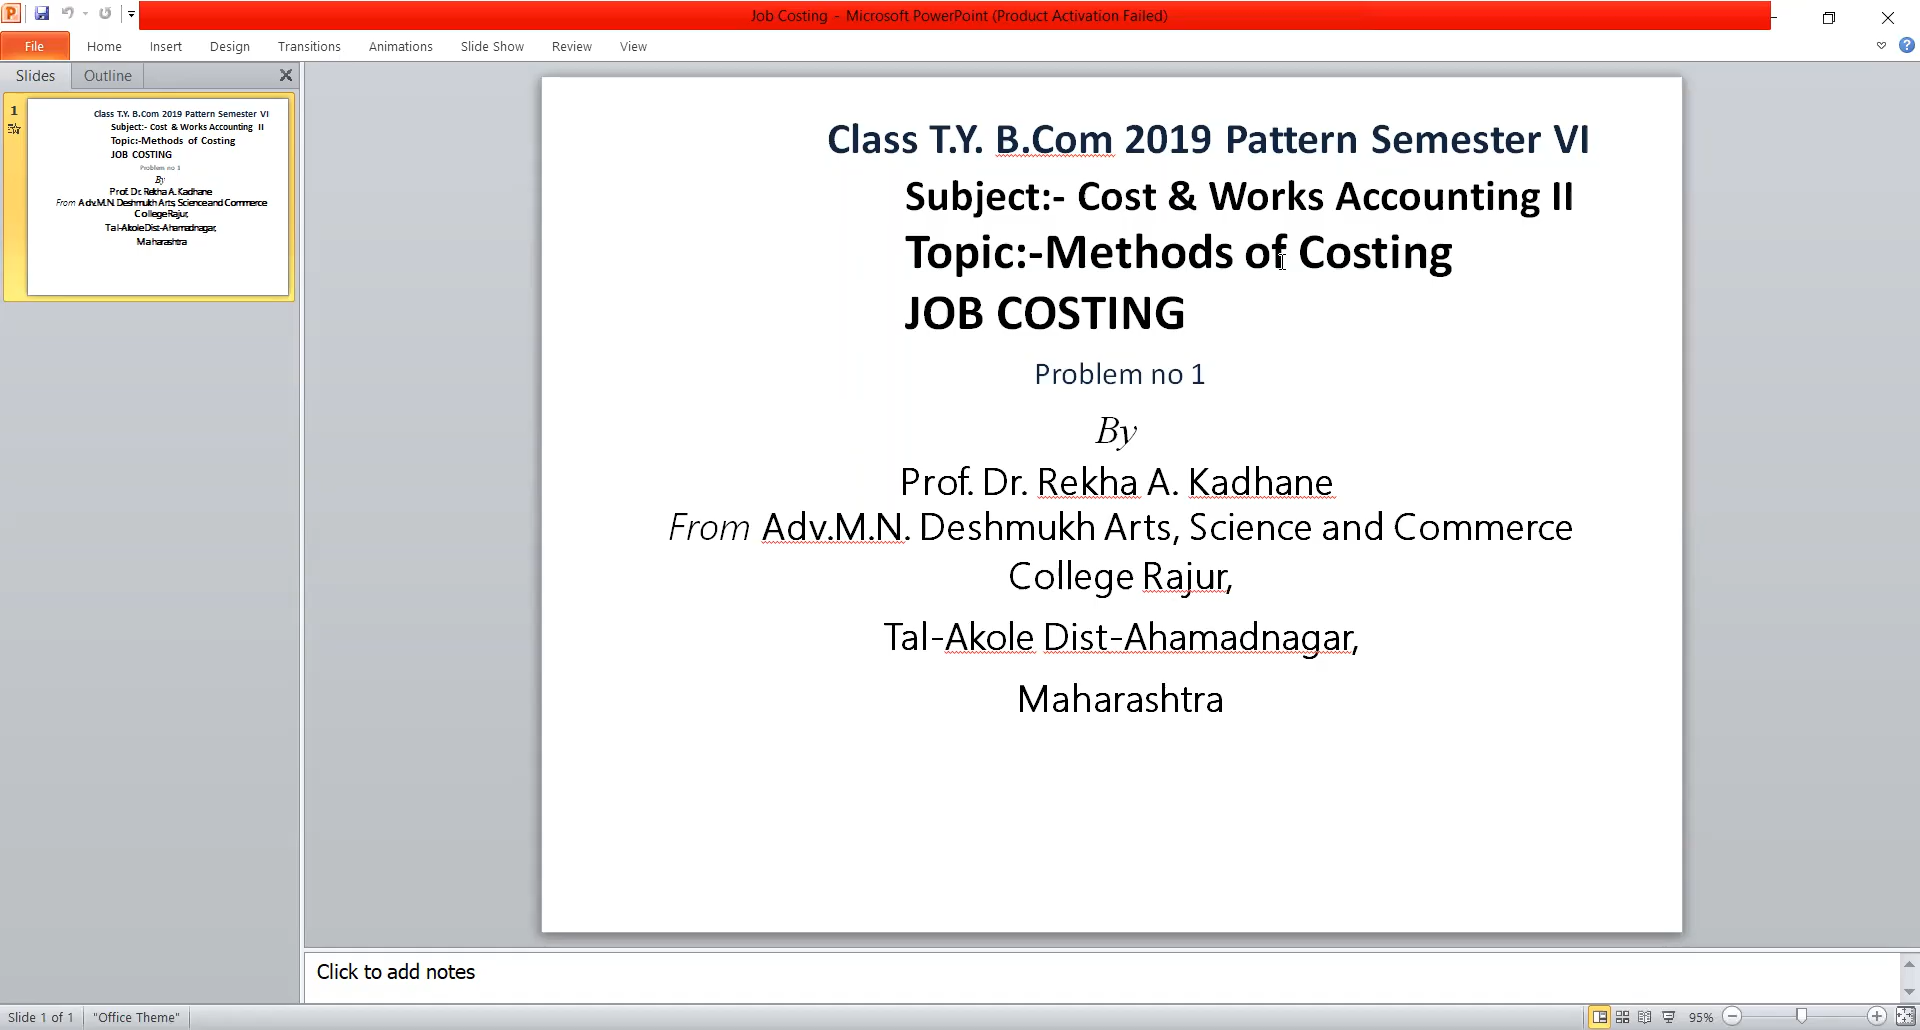 Job Costing - Microsoft PowerPoint (Product Activation Failed)
File Home Insert Design Transitions Animations Slide Show Review View
Slides Outline
1
Class T.Y. B.Com 2019 Pattern Semester VI
Subject:- Cost & Works Accounting II
Topic:-Methods of Costing
JOB COSTING
Problem no 1
By
Prof. Dr. Rekha A. Kadhane
From Adv.M.N. Deshmukh Arts, Science and Commerce
College Rajur,
Tal-Akole Dist-Ahamadnagar,
Maharashtra
Class T.Y. B.Com 2019 Pattern Semester VI
Subject:- Cost & Works Accounting II
Topic:-Methods of Costing
JOB COSTING
Problem no 1
By
Prof. Dr. Rekha A. Kadhane
From Adv.M.N. Deshmukh Arts, Science and Commerce
College Rajur,
Tal-Akole Dist-Ahamadnagar,
Maharashtra
Click to add notes
Slide 1 of 1 "Office Theme" 95%